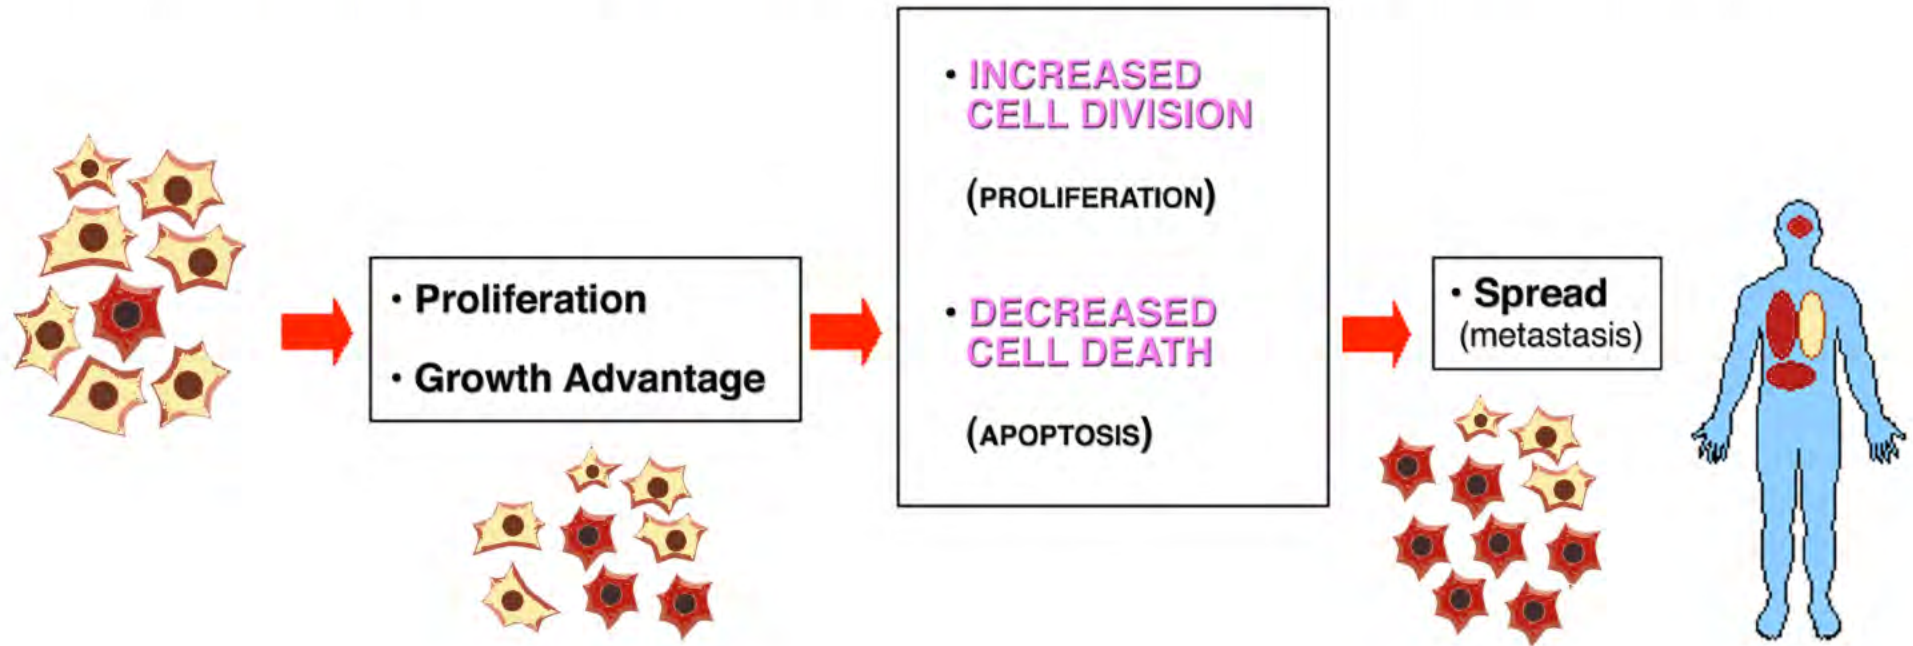 · Proliferation
· Growth Advantage
· INCREASED
CELL DIVISION
(PROLIFERATION)
· DECREASED
CELL DEATH
(APOPTOSIS)
· Spread
(metastasis)